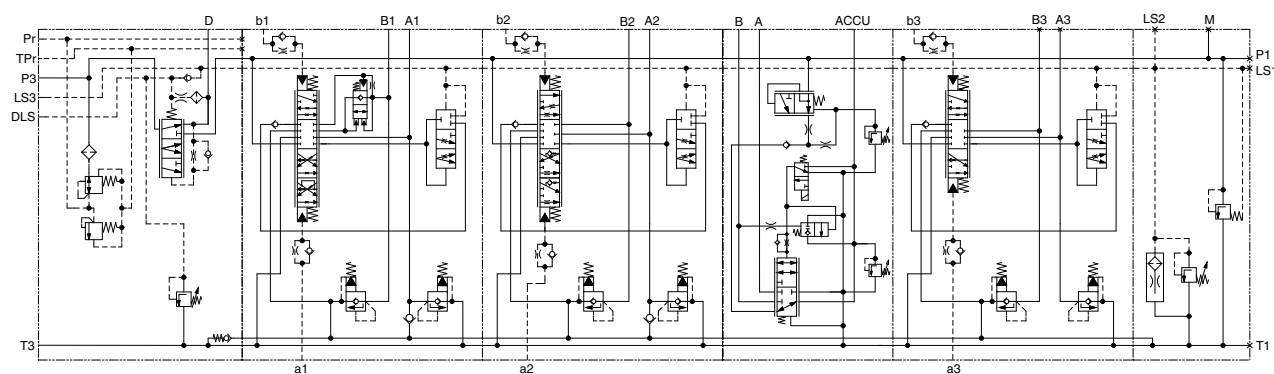 D b1 B1 A1 b2 B2 A2 B A ACCU b3 B3 A3 LS2 M
Pr
TPr
P3
LS3
DLS
P1
LS1
T3
T1
a1 a2 a3